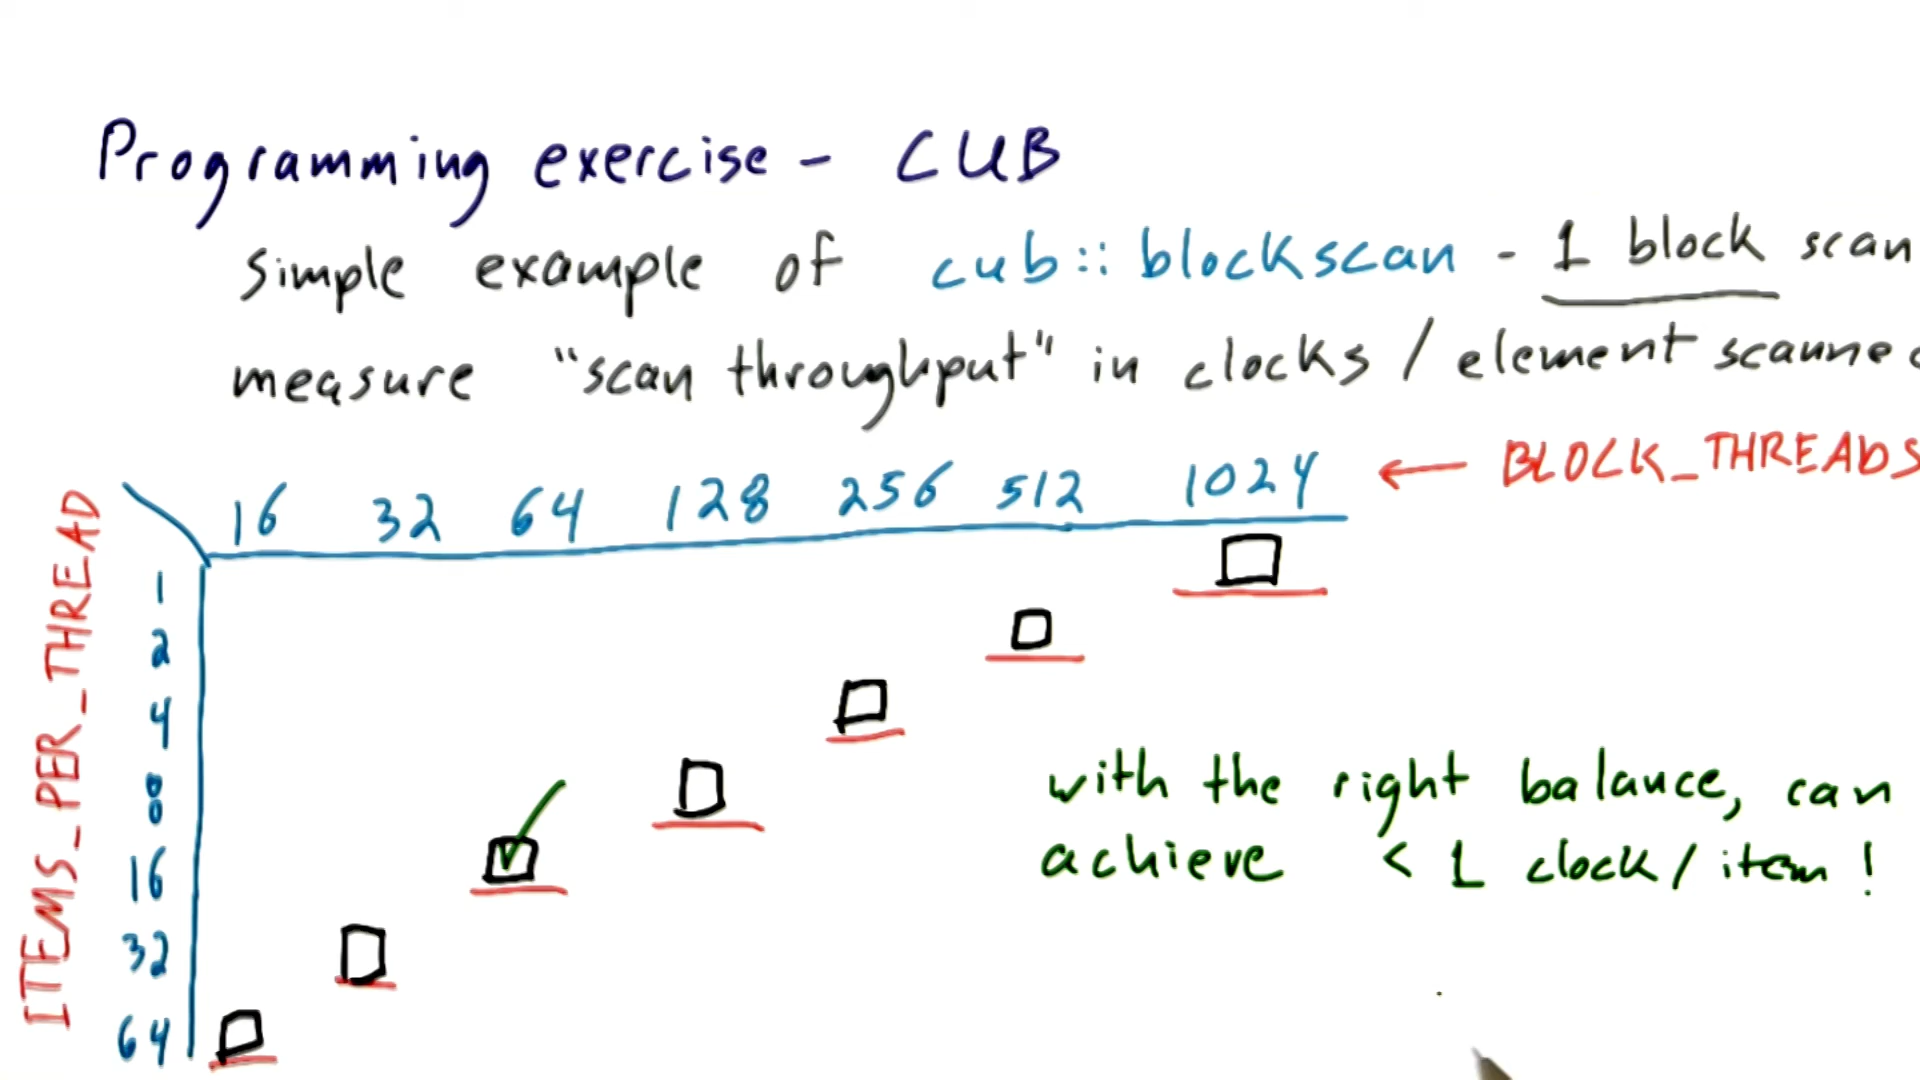 Programming exercise - CUB
simple example of cub::blockscan - 1 block scan
measure "scan throughput" in clocks / element scanned
16 32 64 128 256 512 1024 ← BLOCK_THREADS
ITEMS_PER_THREAD
1
2
4
8
16
32
64
with the right balance, can
achieve < 1 clock / item !